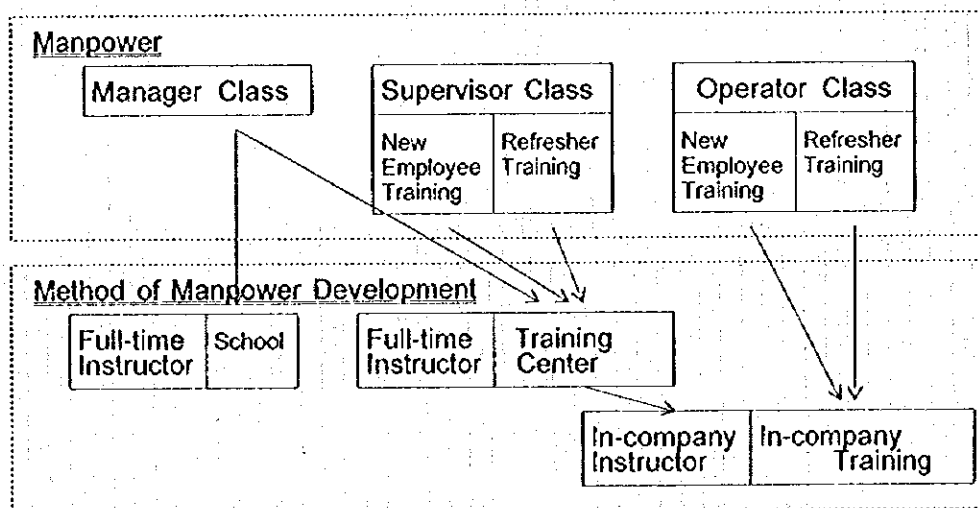 Manpower
Manager Class
Supervisor Class
New
Employee
Training
Refresher
Training
Operator Class
New
Employee
Training
Refresher
Training
Method of Manpower Development
Full-time
Instructor
School
Full-time
Instructor
Training
Center
In-company
Instructor
In-company
Training